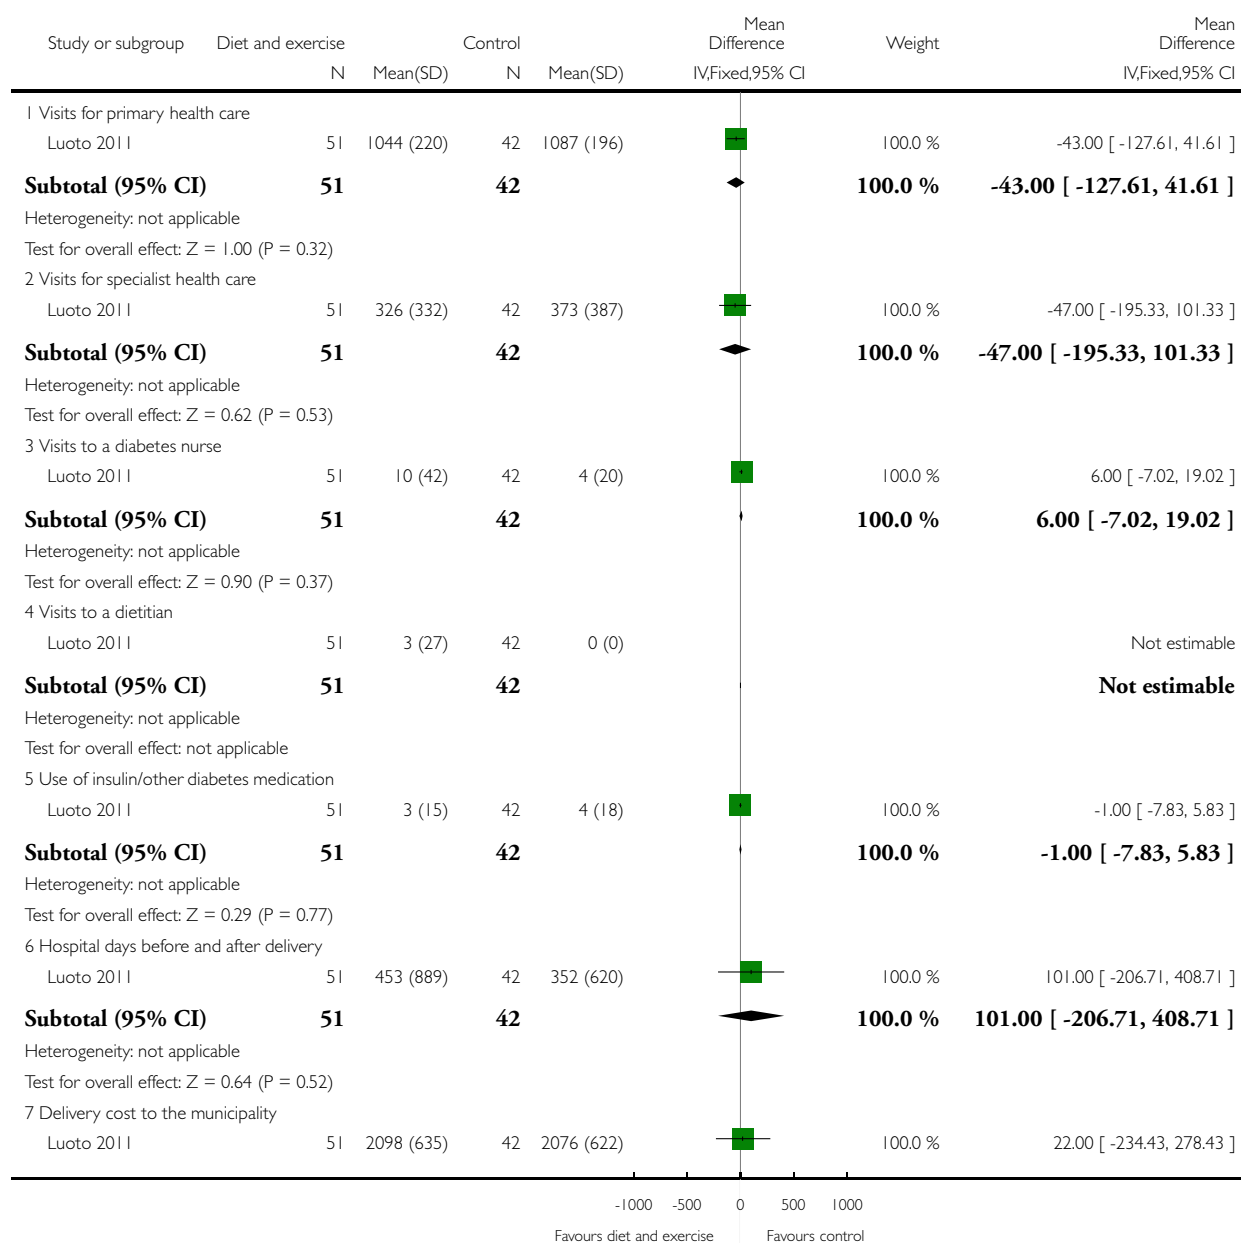 Study or subgroup Diet and exercise Control Mean Difference Weight Mean Difference
N Mean(SD) N Mean(SD) IV,Fixed,95% CI IV,Fixed,95% CI
1 Visits for primary health care
Luoto 2011 51 1044 (220) 42 1087 (196) 100.0 % -43.00 [ -127.61, 41.61 ]
Subtotal (95% CI) 51 42 100.0 % -43.00 [ -127.61, 41.61 ]
Heterogeneity: not applicable
Test for overall effect: Z = 1.00 (P = 0.32)
2 Visits for specialist health care
Luoto 2011 51 326 (332) 42 373 (387) 100.0 % -47.00 [ -195.33, 101.33 ]
Subtotal (95% CI) 51 42 100.0 % -47.00 [ -195.33, 101.33 ]
Heterogeneity: not applicable
Test for overall effect: Z = 0.62 (P = 0.53)
3 Visits to a diabetes nurse
Luoto 2011 51 10 (42) 42 4 (20) 100.0 % 6.00 [ -7.02, 19.02 ]
Subtotal (95% CI) 51 42 100.0 % 6.00 [ -7.02, 19.02 ]
Heterogeneity: not applicable
Test for overall effect: Z = 0.90 (P = 0.37)
4 Visits to a dietitian
Luoto 2011 51 3 (27) 42 0 (0) Not estimable
Subtotal (95% CI) 51 42 Not estimable
Heterogeneity: not applicable
Test for overall effect: not applicable
5 Use of insulin/other diabetes medication
Luoto 2011 51 3 (15) 42 4 (18) 100.0 % -1.00 [ -7.83, 5.83 ]
Subtotal (95% CI) 51 42 100.0 % -1.00 [ -7.83, 5.83 ]
Heterogeneity: not applicable
Test for overall effect: Z = 0.29 (P = 0.77)
6 Hospital days before and after delivery
Luoto 2011 51 453 (889) 42 352 (620) 100.0 % 101.00 [ -206.71, 408.71 ]
Subtotal (95% CI) 51 42 100.0 % 101.00 [ -206.71, 408.71 ]
Heterogeneity: not applicable
Test for overall effect: Z = 0.64 (P = 0.52)
7 Delivery cost to the municipality
Luoto 2011 51 2098 (635) 42 2076 (622) 100.0 % 22.00 [ -234.43, 278.43 ]
-1000 -500 0 500 1000
Favours diet and exercise Favours control